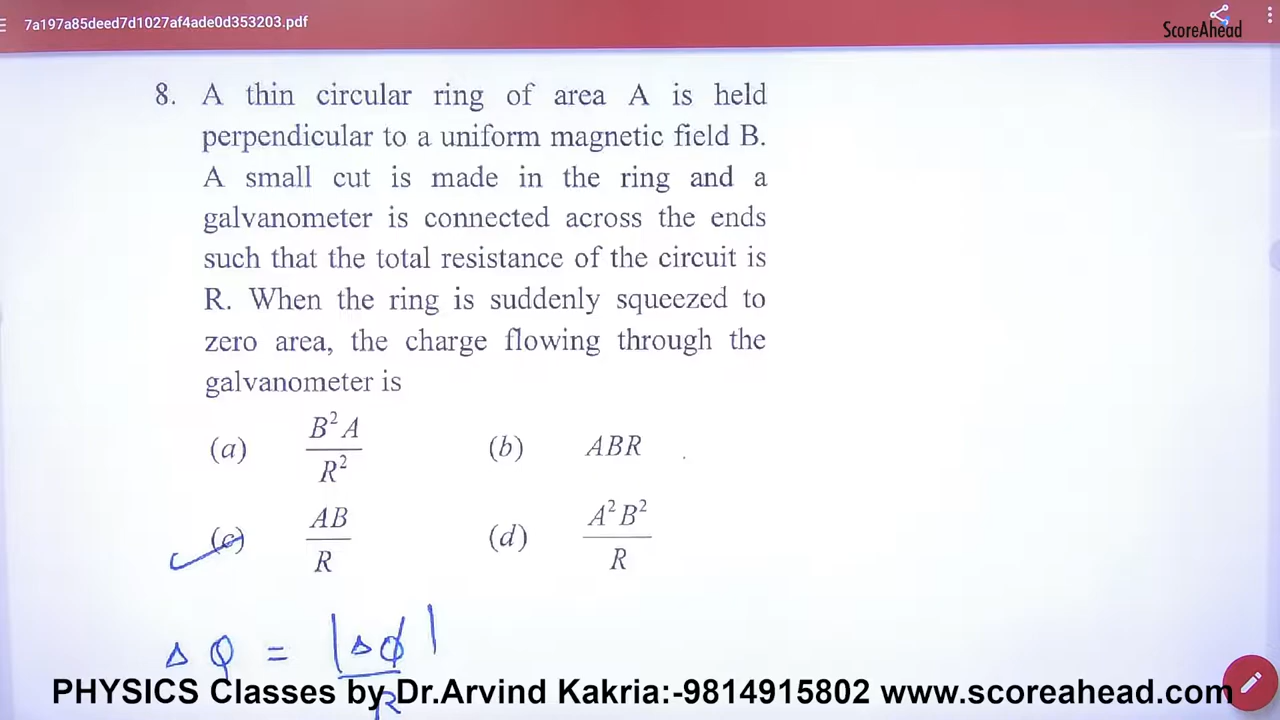 7a197a85deed7d1027af4ade0d353203.pdf
ScoreAhead
8. A thin circular ring of area A is held
perpendicular to a uniform magnetic field B.
A small cut is made in the ring and a
galvanometer is connected across the ends
such that the total resistance of the circuit is
R. When the ring is suddenly squeezed to
zero area, the charge flowing through the
galvanometer is
(a) B²A / R² (b) ABR
(c) AB / R (d) A²B² / R
Δ Q = |Δφ| / R
PHYSICS Classes by Dr.Arvind Kakria:-9814915802 www.scoreahead.com